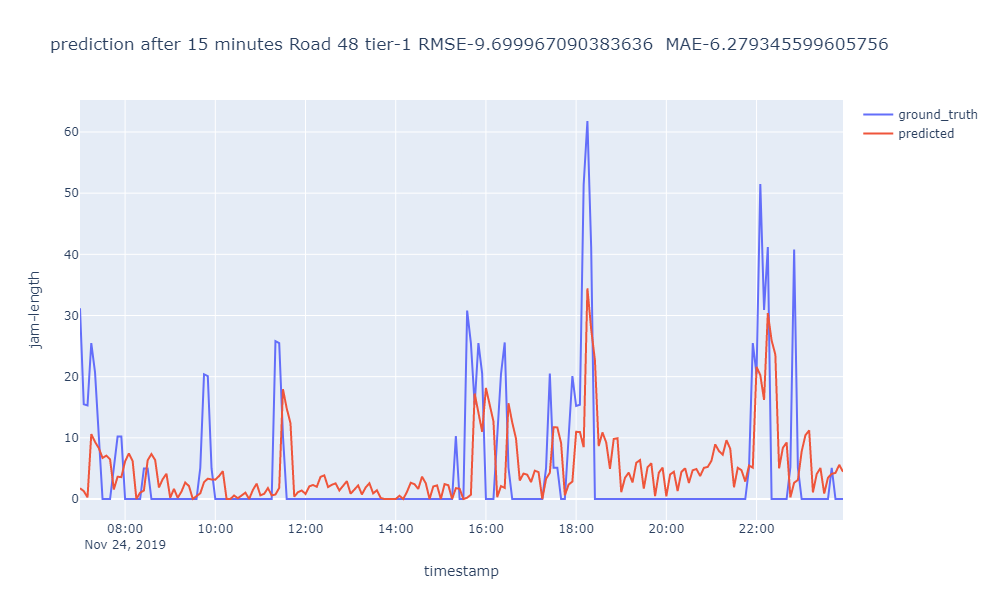 prediction after 15 minutes Road 48 tier-1 RMSE-9.699967090383636 MAE-6.279345599605756
ground_truth
predicted
60
50
40
30
20
10
0
jam-length
08:00 10:00 12:00 14:00 16:00 18:00 20:00 22:00
Nov 24, 2019
timestamp